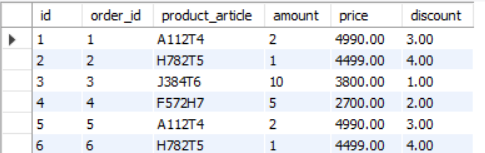 id order_id product_article amount price discount
1 1 A112T4 2 4990.00 3.00
2 2 H782T5 1 4499.00 4.00
3 3 J384T6 10 3800.00 1.00
4 4 F572H7 5 2700.00 2.00
5 5 A112T4 2 4990.00 3.00
6 6 H782T5 1 4499.00 4.00